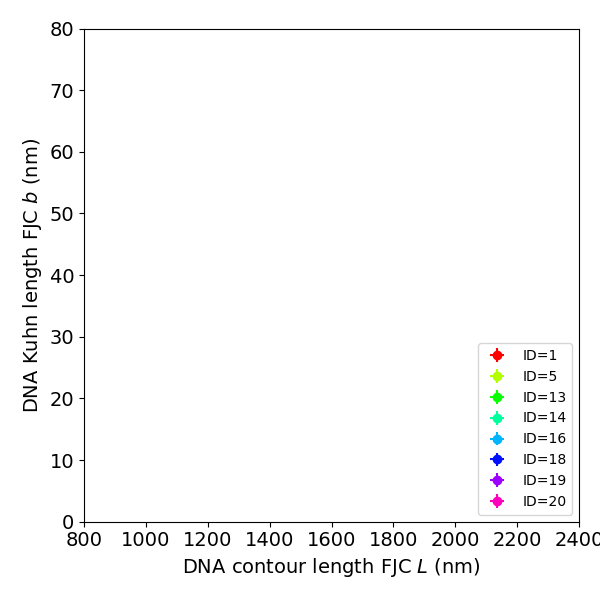 80
70
60
50
40
30
20
10
0
DNA Kuhn length FJC b (nm)
ID=1
ID=5
ID=13
ID=14
ID=16
ID=18
ID=19
ID=20
800 1000 1200 1400 1600 1800 2000 2200 2400
DNA contour length FJC L (nm)